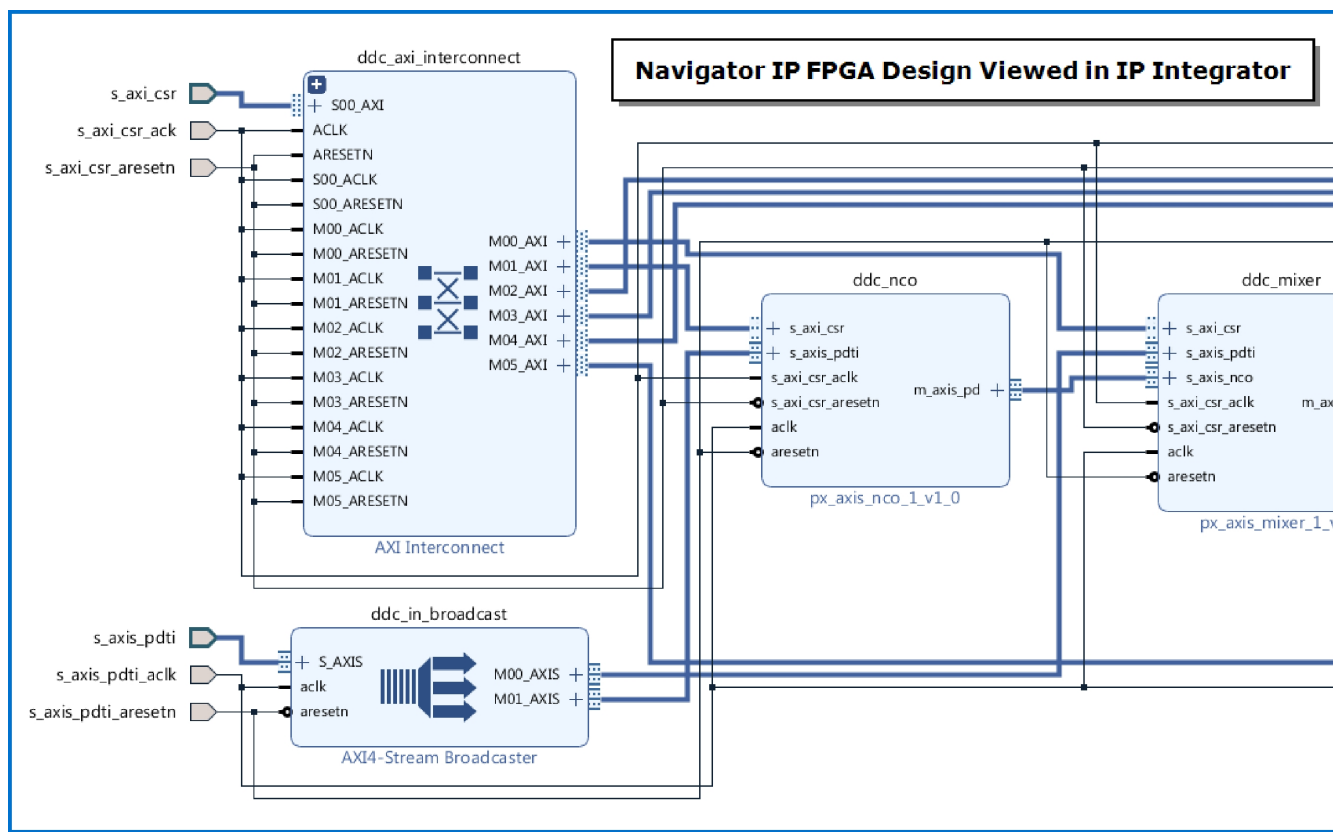 Navigator IP FPGA Design Viewed in IP Integrator
ddc_axi_interconnect
s_axi_csr
s_axi_csr_ack
s_axi_csr_aresetn
S00_AXI
ACLK
ARESETN
S00_ACLK
S00_ARESETN
M00_ACLK
M00_ARESETN
M01_ACLK
M01_ARESETN
M02_ACLK
M02_ARESETN
M03_ACLK
M03_ARESETN
M04_ACLK
M04_ARESETN
M05_ACLK
M05_ARESETN
M00_AXI
M01_AXI
M02_AXI
M03_AXI
M04_AXI
M05_AXI
AXI Interconnect
ddc_nco
s_axi_csr
s_axis_pdti
s_axi_csr_aclk
s_axi_csr_aresetn
aclk
aresetn
m_axis_pd
px_axis_nco_1_v1_0
ddc_mixer
s_axi_csr
s_axis_pdti
s_axis_nco
s_axi_csr_aclk
s_axi_csr_aresetn
aclk
aresetn
m_ax
px_axis_mixer_1_v
ddc_in_broadcast
s_axis_pdti
s_axis_pdti_aclk
s_axis_pdti_aresetn
S_AXIS
aclk
aresetn
M00_AXIS
M01_AXIS
AXI4-Stream Broadcaster